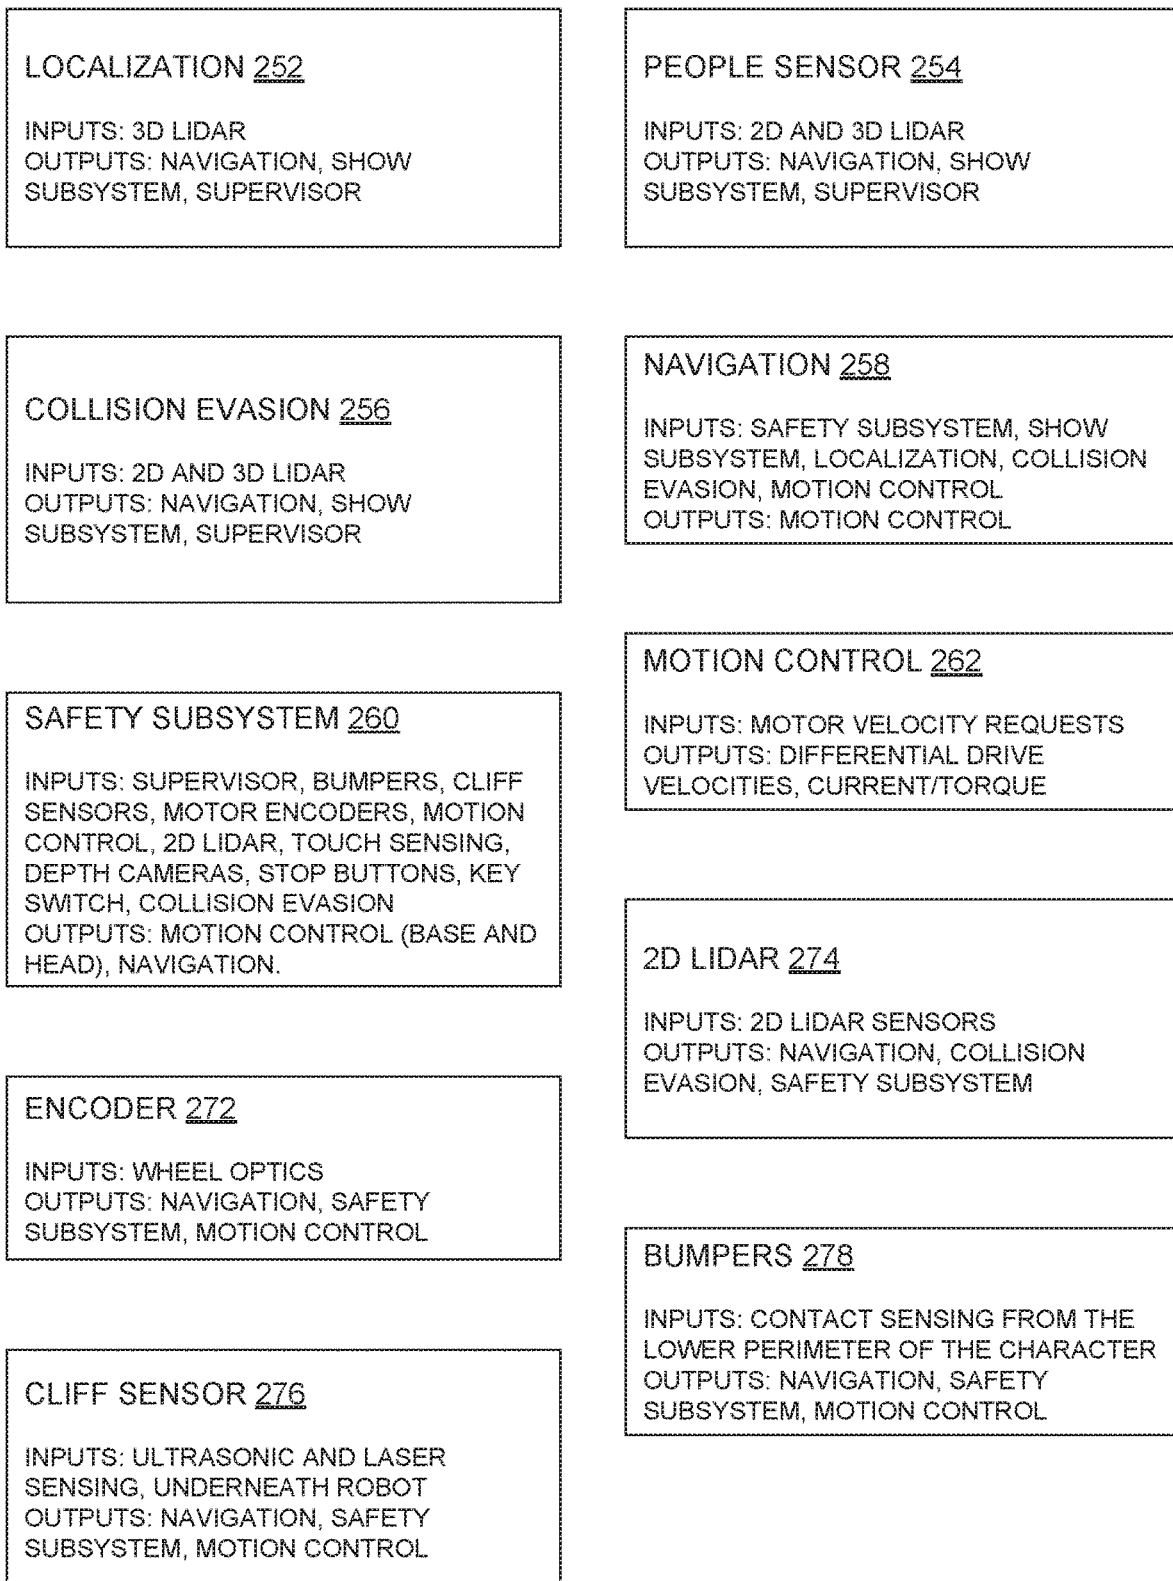 LOCALIZATION 252
INPUTS: 3D LIDAR
OUTPUTS: NAVIGATION, SHOW
SUBSYSTEM, SUPERVISOR
PEOPLE SENSOR 254
INPUTS: 2D AND 3D LIDAR
OUTPUTS: NAVIGATION, SHOW
SUBSYSTEM, SUPERVISOR
COLLISION EVASION 256
INPUTS: 2D AND 3D LIDAR
OUTPUTS: NAVIGATION, SHOW
SUBSYSTEM, SUPERVISOR
NAVIGATION 258
INPUTS: SAFETY SUBSYSTEM, SHOW
SUBSYSTEM, LOCALIZATION, COLLISION
EVASION, MOTION CONTROL
OUTPUTS: MOTION CONTROL
SAFETY SUBSYSTEM 260
INPUTS: SUPERVISOR, BUMPERS, CLIFF
SENSORS, MOTOR ENCODERS, MOTION
CONTROL, 2D LIDAR, TOUCH SENSING,
DEPTH CAMERAS, STOP BUTTONS, KEY
SWITCH, COLLISION EVASION
OUTPUTS: MOTION CONTROL (BASE AND
HEAD), NAVIGATION.
MOTION CONTROL 262
INPUTS: MOTOR VELOCITY REQUESTS
OUTPUTS: DIFFERENTIAL DRIVE
VELOCITIES, CURRENT/TORQUE
ENCODER 272
INPUTS: WHEEL OPTICS
OUTPUTS: NAVIGATION, SAFETY
SUBSYSTEM, MOTION CONTROL
2D LIDAR 274
INPUTS: 2D LIDAR SENSORS
OUTPUTS: NAVIGATION, COLLISION
EVASION, SAFETY SUBSYSTEM
CLIFF SENSOR 276
INPUTS: ULTRASONIC AND LASER
SENSING, UNDERNEATH ROBOT
OUTPUTS: NAVIGATION, SAFETY
SUBSYSTEM, MOTION CONTROL
BUMPERS 278
INPUTS: CONTACT SENSING FROM THE
LOWER PERIMETER OF THE CHARACTER
OUTPUTS: NAVIGATION, SAFETY
SUBSYSTEM, MOTION CONTROL